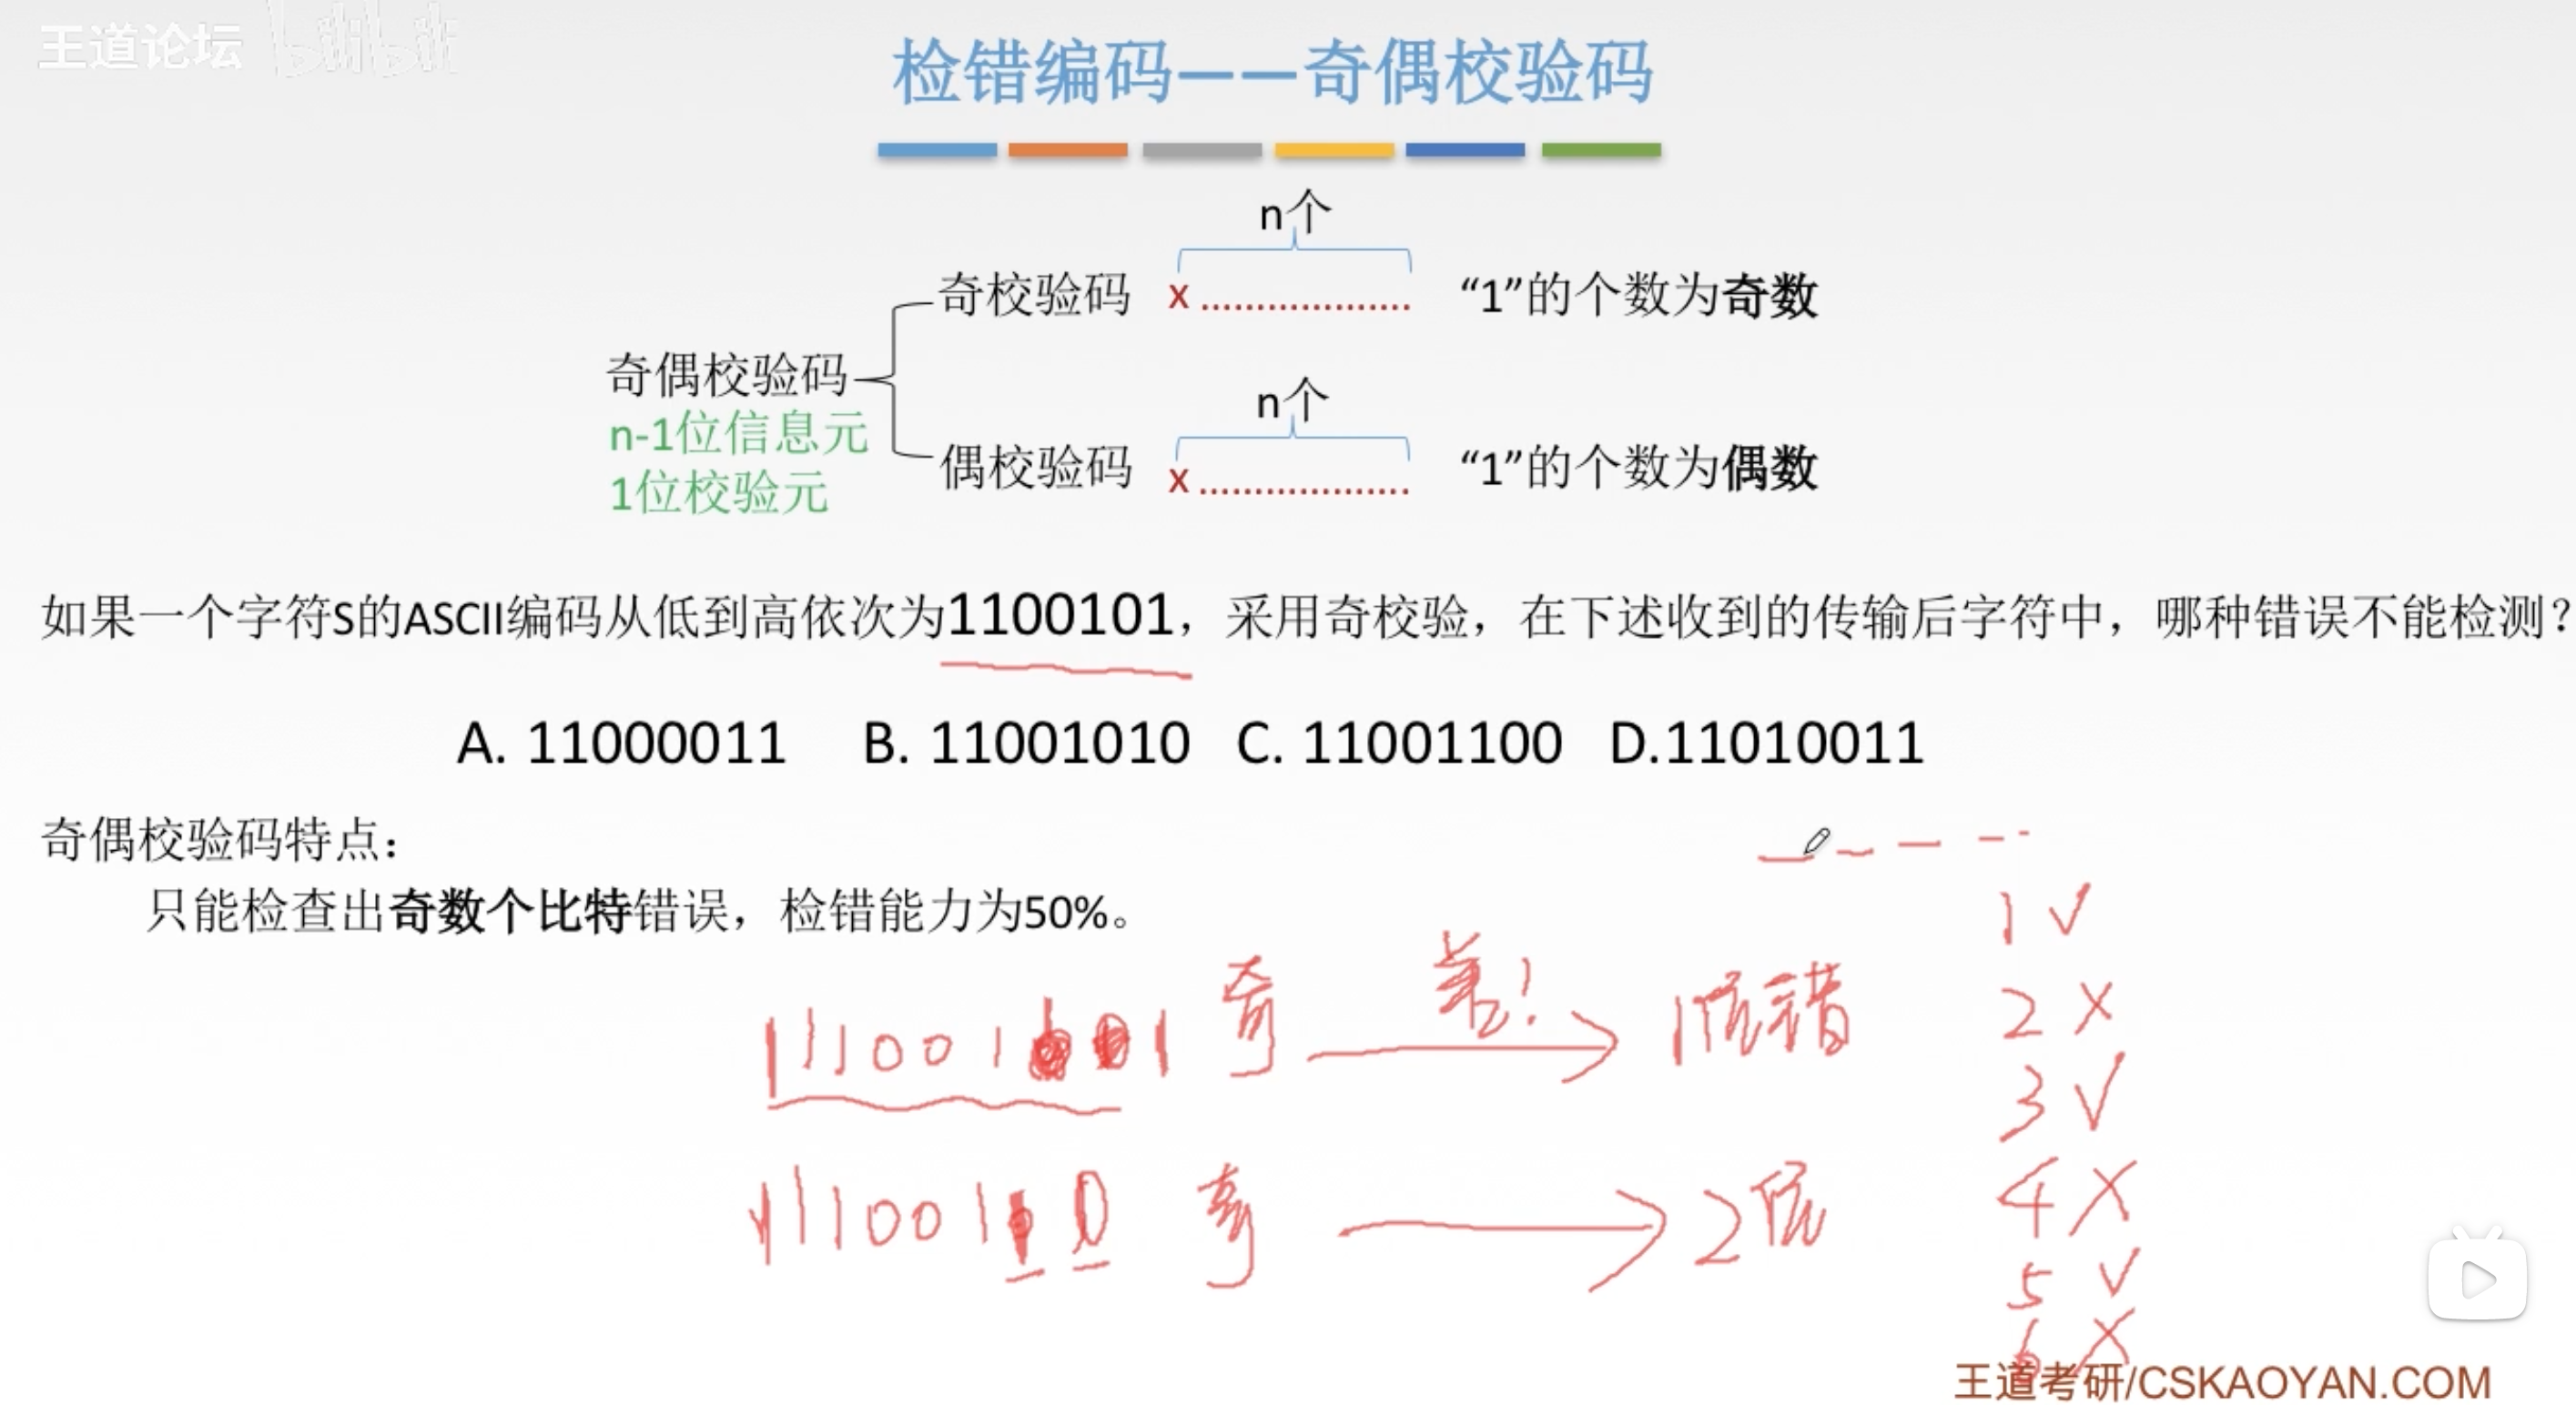 王道论坛 bilibili
检错编码——奇偶校验码
n个
奇校验码 x ..................... “1”的个数为奇数
奇偶校验码
n-1位信息元
1位校验元
n个
偶校验码 x ..................... “1”的个数为偶数
如果一个字符S的ASCII编码从低到高依次为1100101，采用奇校验，在下述收到的传输后字符中，哪种错误不能检测？
A. 11000011 B. 11001010 C. 11001100 D.11010011
奇偶校验码特点：
只能检查出奇数个比特错误，检错能力为50%。
1 √
奇 差! 1位错
2 X
3 √
2位
4 X
5 √
6 X
王道考研/CSKAOYAN.COM